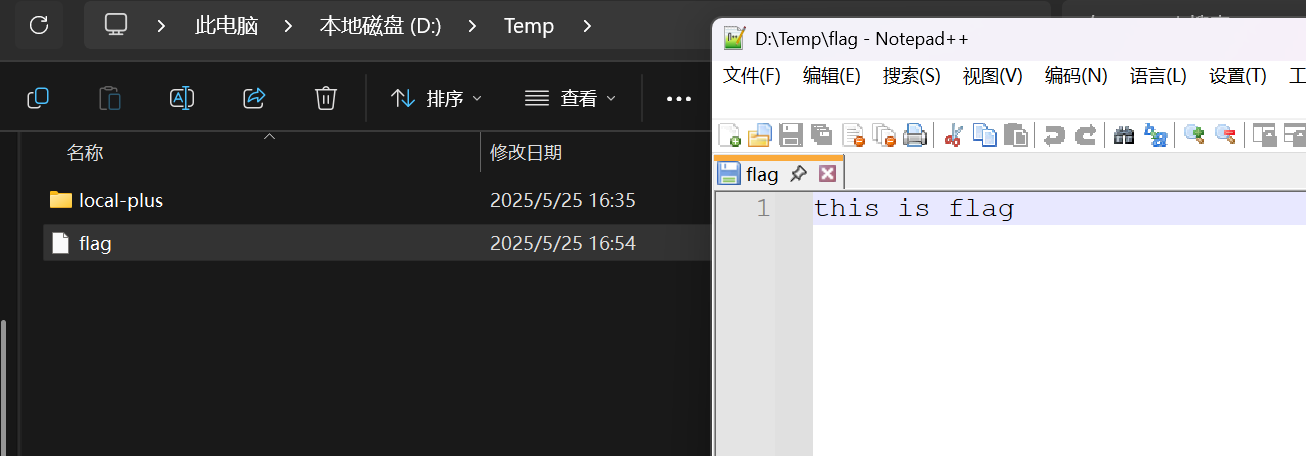 此电脑 本地磁盘 (D:) Temp
排序 查看
名称 修改日期
local-plus 2025/5/25 16:35
flag 2025/5/25 16:54
D:\Temp\flag - Notepad++
文件(F) 编辑(E) 搜索(S) 视图(V) 编码(N) 语言(L) 设置(T) 工
flag
1 this is flag